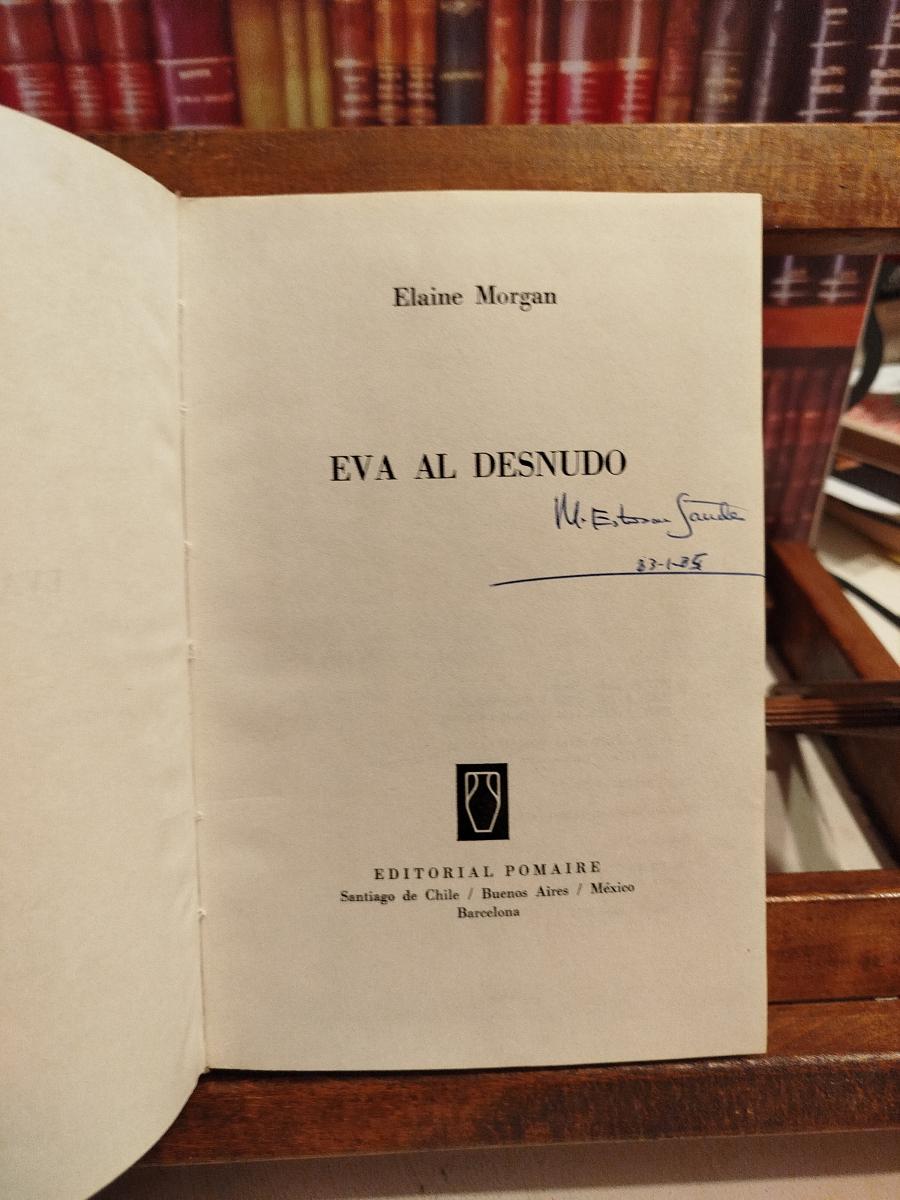 Elaine Morgan
EVA AL DESNUDO
M.
EDITORIAL POMAIRE
Santiago de Chile / Buenos Aires / México
Barcelona